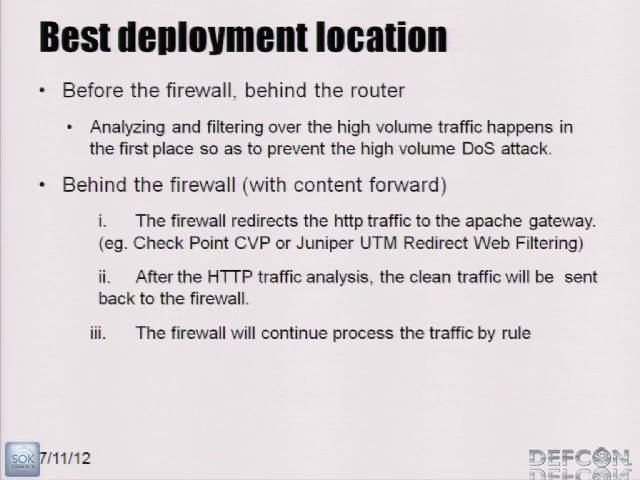 Best deployment location
• Before the firewall, behind the router
• Analyzing and filtering over the high volume traffic happens in
the first place so as to prevent the high volume DoS attack.
• Behind the firewall (with content forward)
i. The firewall redirects the http traffic to the apache gateway.
(eg. Check Point CVP or Juniper UTM Redirect Web Filtering)
ii. After the HTTP traffic analysis, the clean traffic will be sent
back to the firewall.
iii. The firewall will continue process the traffic by rule
SOK
7/11/12
DEFCON